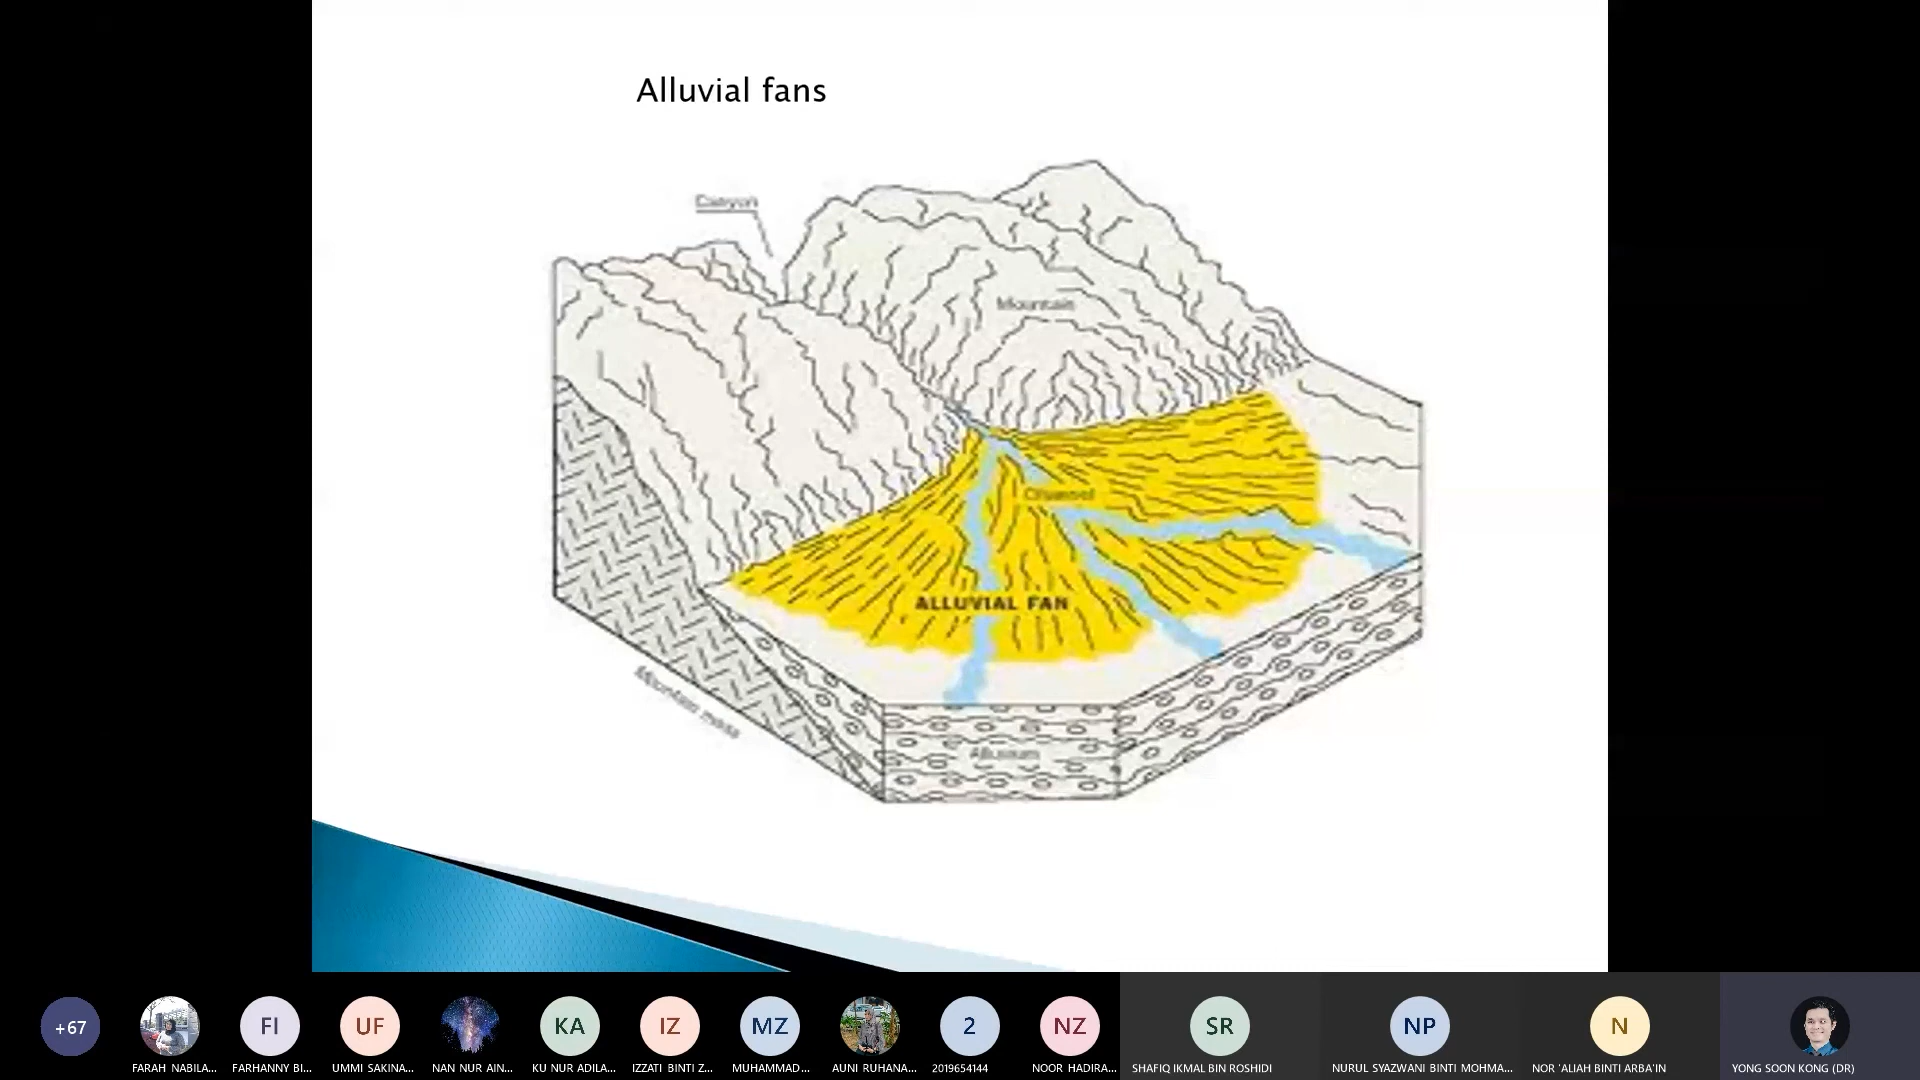 Alluvial fans
Canyon
Mountain
Channel
ALLUVIAL FAN
Mountain mass
Alluvium
+67
FI
UF
KA
IZ
MZ
2
NZ
SR
NP
N
FARAH NABILA...
FARHANNY BI...
UMMI SAKINA...
NAN NUR AIN...
KU NUR ADILA...
IZZATI BINTI Z...
MUHAMMAD ...
AUNI RUHANA...
2019654144
NOOR HADIRA...
SHAFIQ IKMAL BIN ROSHIDI
NURUL SYAZWANI BINTI MOHMA...
NOR 'ALIAH BINTI ARBA'IN
YONG SOON KONG (DR)